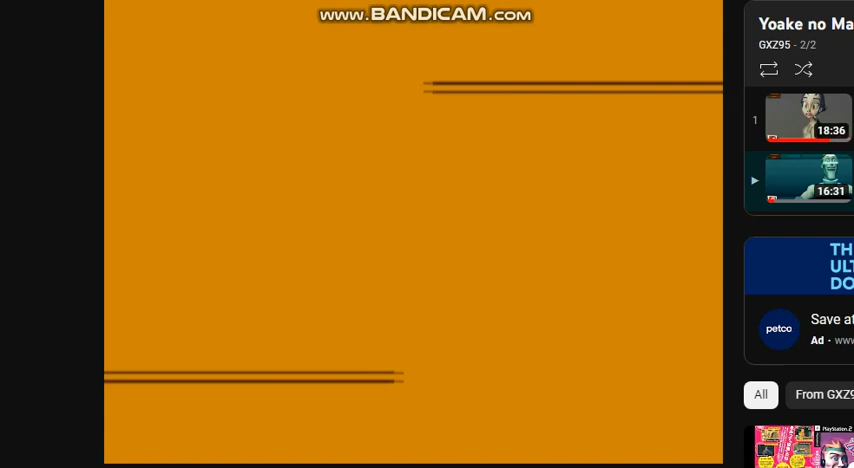 www.BANDICAM.com
Yoake no Ma
GXZ95 - 2/2
1
18:36
16:31
TH
ULT
DO
petco
Save at
Ad · www
All
From GXZ9
PlayStation.2